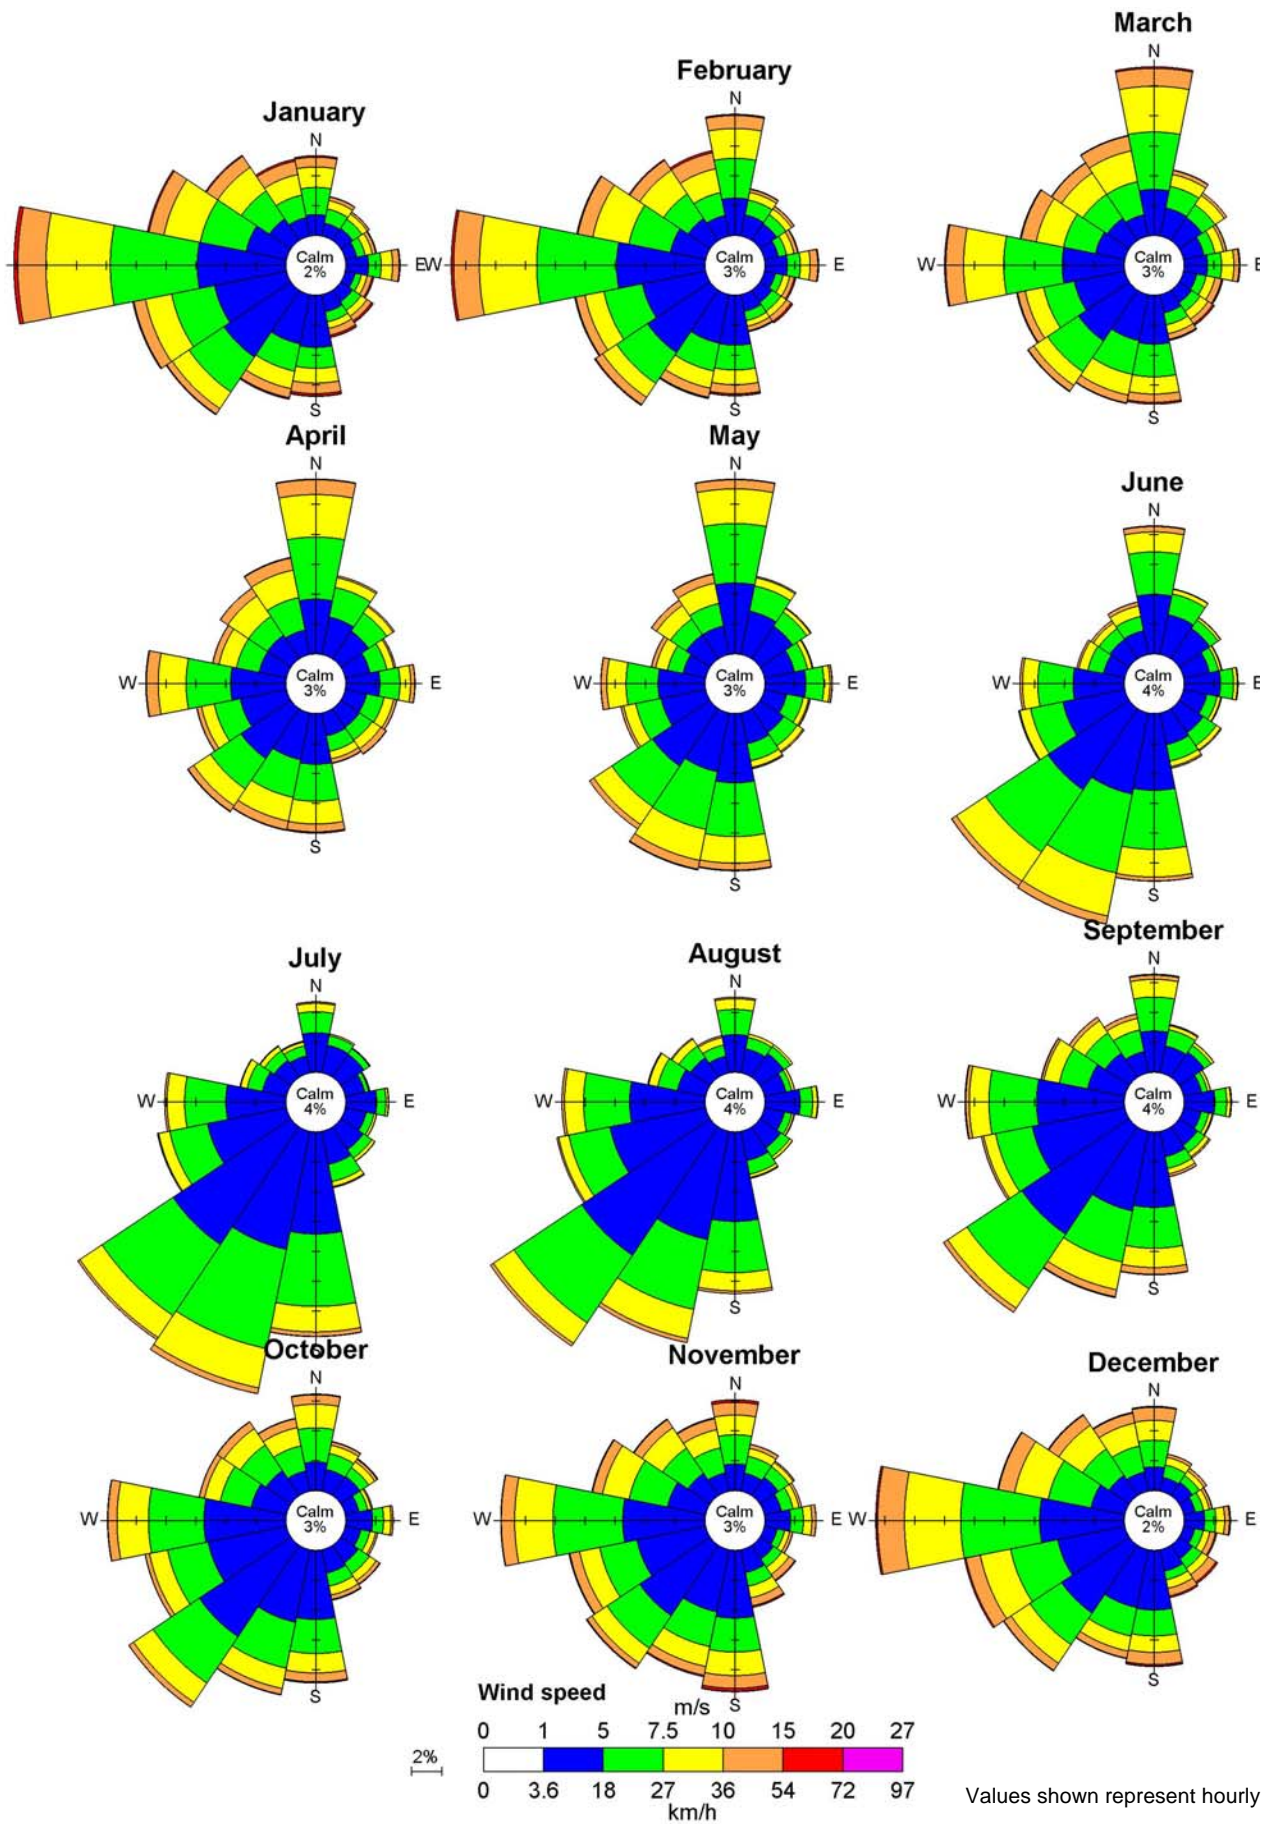 March
N
February
N
January
N
Calm
2%
E
W
Calm
3%
E
W
Calm
3%
E
S
S
S
April
N
May
N
June
N
W
Calm
3%
E
W
Calm
3%
E
W
Calm
4%
E
S
S
S
September
N
July
N
August
N
W
Calm
4%
E
W
Calm
4%
E
W
Calm
4%
E
S
S
October
N
November
N
December
N
W
Calm
3%
E
W
Calm
3%
E
W
Calm
2%
E
S
S
S
Wind speed
m/s
0 1 5 7.5 10 15 20 27
2%
0 3.6 18 27 36 54 72 97
km/h
Values shown represent hourly